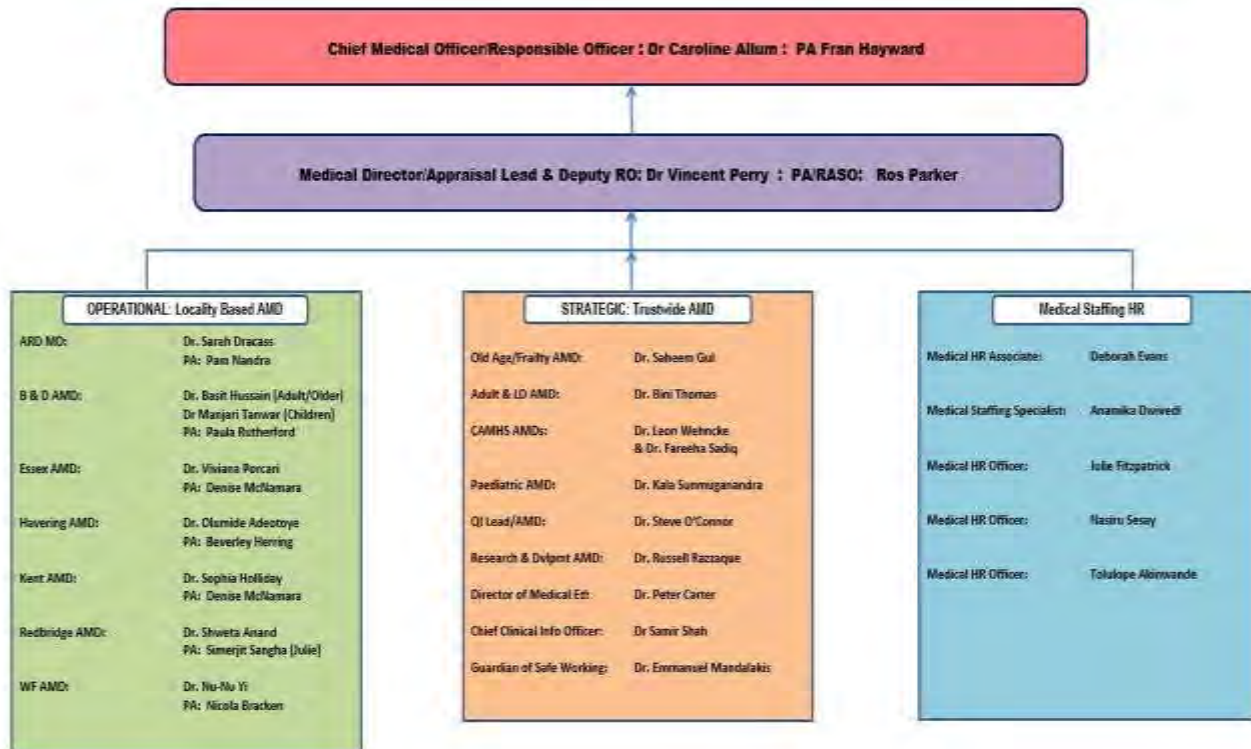 Chief Medical Officer/Responsible Officer : Dr Caroline Allum : PA Fran Hayward
Medical Director/Appraisal Lead & Deputy RO: Dr Vincent Perry : PA/RASO: Ros Parker
OPERATIONAL: Locality Based AMD
ARD MD: Dr. Sarah Dracass
PA: Pam Nandra
B & D AMD: Dr. Basit Hussain (Adult/Older)
Dr Manjari Tanwar (Children)
PA: Paula Rutherford
Essex AMD: Dr. Viviana Porcari
PA: Denise McNamara
Havering AMD: Dr. Olumide Adeotoye
PA: Beverley Herring
Kent AMD: Dr. Sophia Holliday
PA: Denise McNamara
Redbridge AMD: Dr. Shweta Anand
PA: Simerjit Sangha (Julie)
WF AMD: Dr. Nu-Nu Yi
PA: Nicola Bracken
STRATEGIC: Trustwide AMD
Old Age/Frailty AMD: Dr. Saheem Gul
Adult & LD AMD: Dr. Bini Thomas
CAMHS AMDs: Dr. Leon Wehncke
& Dr. Fareeha Sadiq
Paediatric AMD: Dr. Kala Sunmuganandra
QI Lead/AMD: Dr. Steve O'Connor
Research & Dvlpmt AMD: Dr. Russell Razzaque
Director of Medical Ed: Dr. Peter Carter
Chief Clinical Info Officer: Dr Samir Shah
Guardian of Safe Working: Dr. Emmanuel Mandalakis
Medical Staffing HR
Medical HR Associate: Deborah Evans
Medical Staffing Specialist: Anamika Dwivedi
Medical HR Officer: Julie Fitzpatrick
Medical HR Officer: Nasiru Sesay
Medical HR Officer: Tolulope Akinwande